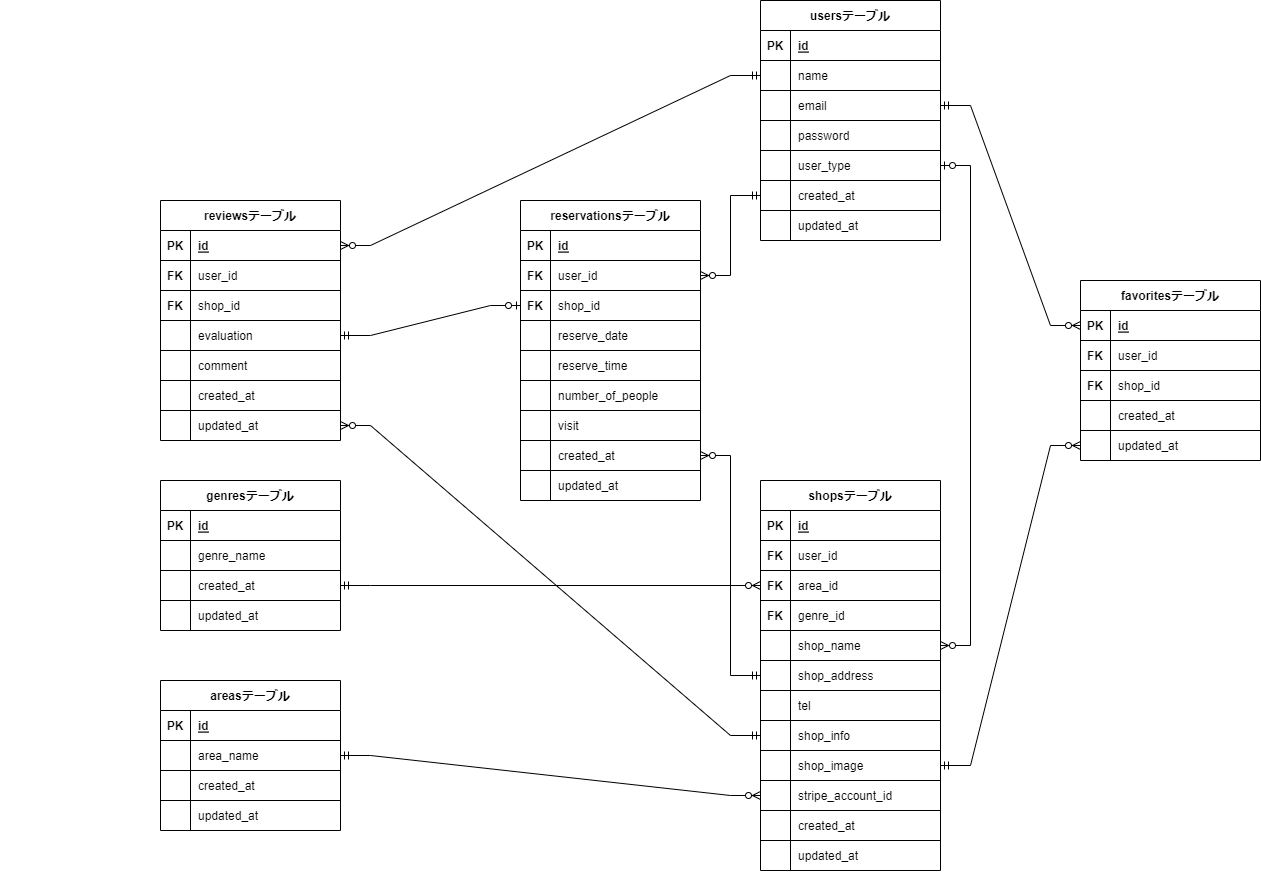 usersテーブル
PK id
name
email
password
user_type
created_at
updated_at
reviewsテーブル
PK id
FK user_id
FK shop_id
evaluation
comment
created_at
updated_at
reservationsテーブル
PK id
FK user_id
FK shop_id
reserve_date
reserve_time
number_of_people
visit
created_at
updated_at
favoritesテーブル
PK id
FK user_id
FK shop_id
created_at
updated_at
genresテーブル
PK id
genre_name
created_at
updated_at
shopsテーブル
PK id
FK user_id
FK area_id
FK genre_id
shop_name
shop_address
tel
shop_info
shop_image
stripe_account_id
created_at
updated_at
areasテーブル
PK id
area_name
created_at
updated_at